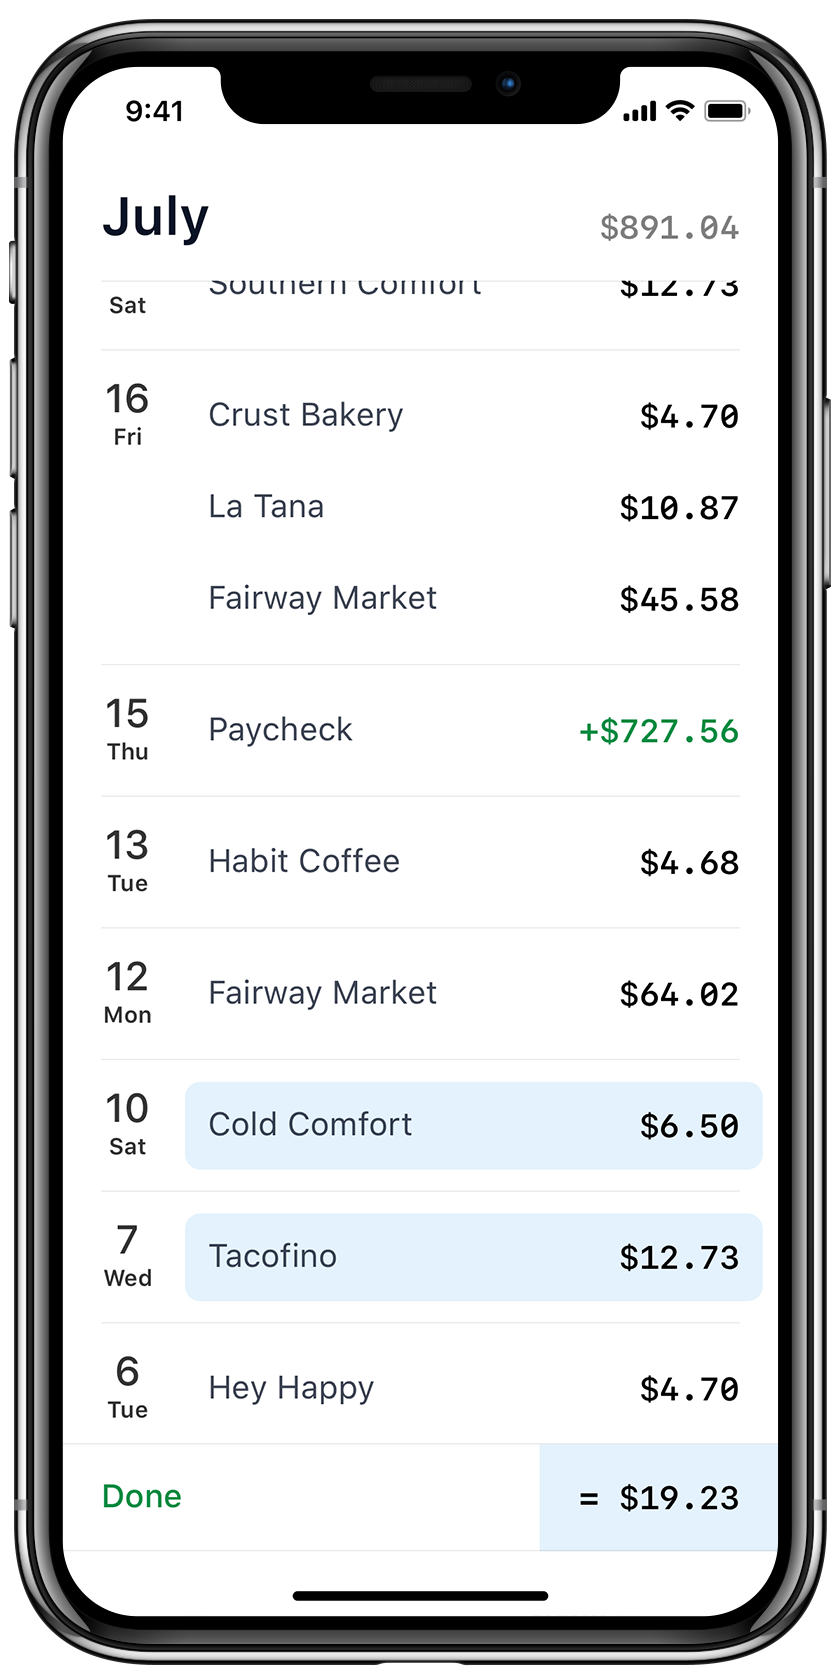 9:41
July $891.04
Sat Southern Comfort $12.73
16 Crust Bakery $4.70
Fri
La Tana $10.87
Fairway Market $45.58
15 Paycheck +$727.56
Thu
13 Habit Coffee $4.68
Tue
12 Fairway Market $64.02
Mon
10 Cold Comfort $6.50
Sat
7 Tacofino $12.73
Wed
6 Hey Happy $4.70
Tue
Done = $19.23